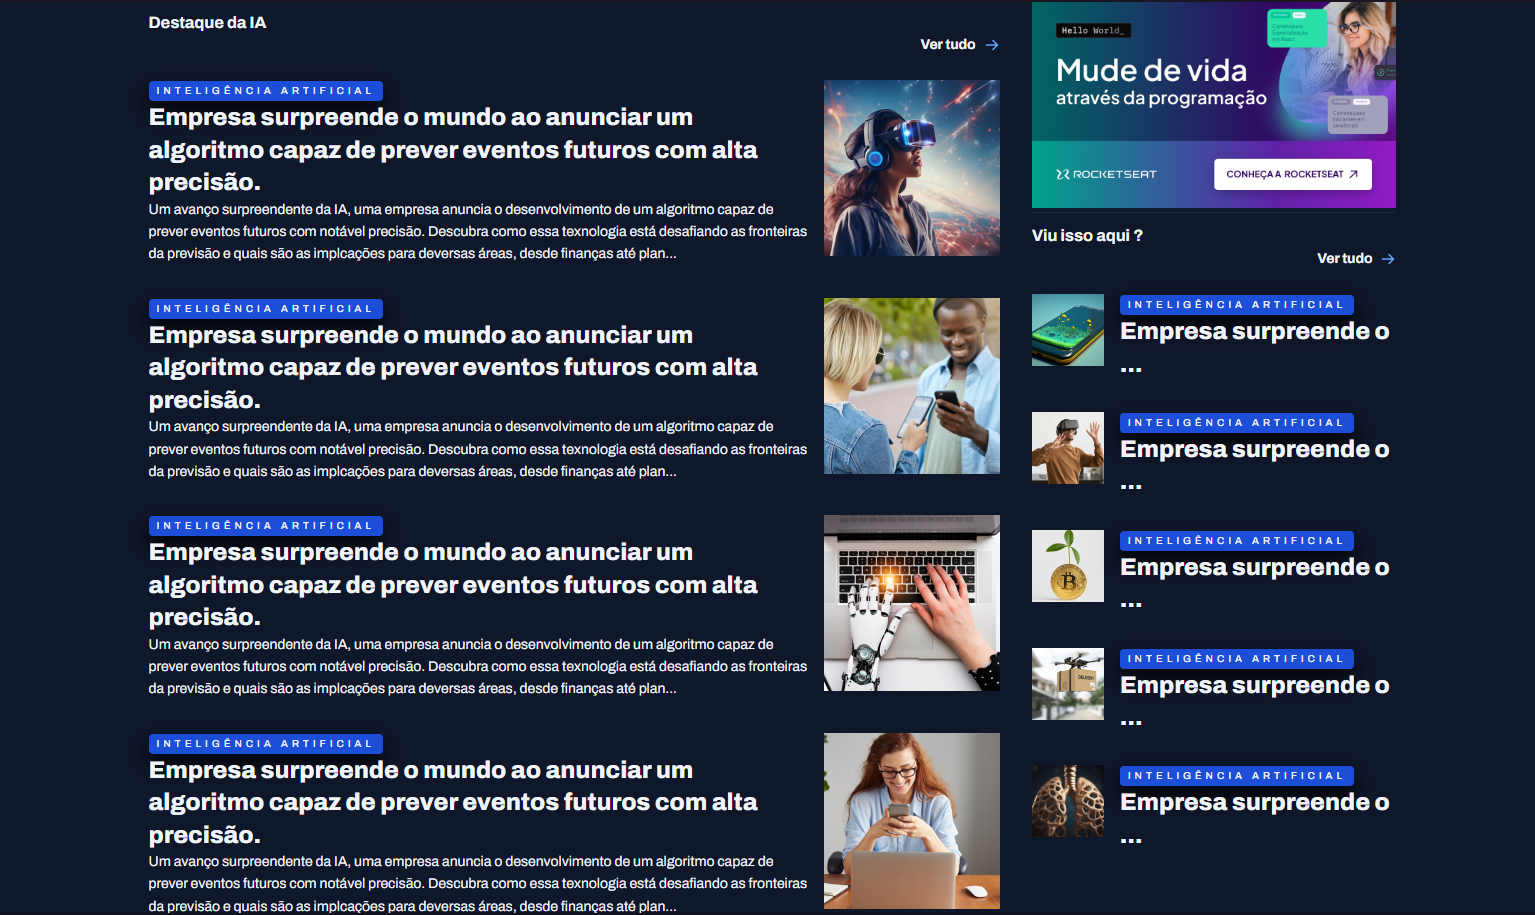 Destaque da IA
Ver tudo
INTELIGÊNCIA ARTIFICIAL
Empresa surpreende o mundo ao anunciar um
algoritmo capaz de prever eventos futuros com alta
precisão.
Um avanço surpreendente da IA, uma empresa anuncia o desenvolvimento de um algoritmo capaz de
prever eventos futuros com notável precisão. Descubra como essa texnologia está desafiando as fronteiras
da previsão e quais são as implcações para deversas áreas, desde finanças até plan...
INTELIGÊNCIA ARTIFICIAL
Empresa surpreende o mundo ao anunciar um
algoritmo capaz de prever eventos futuros com alta
precisão.
Um avanço surpreendente da IA, uma empresa anuncia o desenvolvimento de um algoritmo capaz de
prever eventos futuros com notável precisão. Descubra como essa texnologia está desafiando as fronteiras
da previsão e quais são as implcações para deversas áreas, desde finanças até plan...
INTELIGÊNCIA ARTIFICIAL
Empresa surpreende o mundo ao anunciar um
algoritmo capaz de prever eventos futuros com alta
precisão.
Um avanço surpreendente da IA, uma empresa anuncia o desenvolvimento de um algoritmo capaz de
prever eventos futuros com notável precisão. Descubra como essa texnologia está desafiando as fronteiras
da previsão e quais são as implcações para deversas áreas, desde finanças até plan...
INTELIGÊNCIA ARTIFICIAL
Empresa surpreende o mundo ao anunciar um
algoritmo capaz de prever eventos futuros com alta
precisão.
Um avanço surpreendente da IA, uma empresa anuncia o desenvolvimento de um algoritmo capaz de
prever eventos futuros com notável precisão. Descubra como essa texnologia está desafiando as fronteiras
da previsão e quais são as implcações para deversas áreas, desde finanças até plan...
Hello World_
Mude de vida
através da programação
Especialização
em React
Iniciantes em
JavaScript
ROCKETSEAT
CONHEÇA A ROCKETSEAT
Viu isso aqui ?
Ver tudo
INTELIGÊNCIA ARTIFICIAL
Empresa surpreende o
...
INTELIGÊNCIA ARTIFICIAL
Empresa surpreende o
...
INTELIGÊNCIA ARTIFICIAL
Empresa surpreende o
...
INTELIGÊNCIA ARTIFICIAL
Empresa surpreende o
...
INTELIGÊNCIA ARTIFICIAL
Empresa surpreende o
...